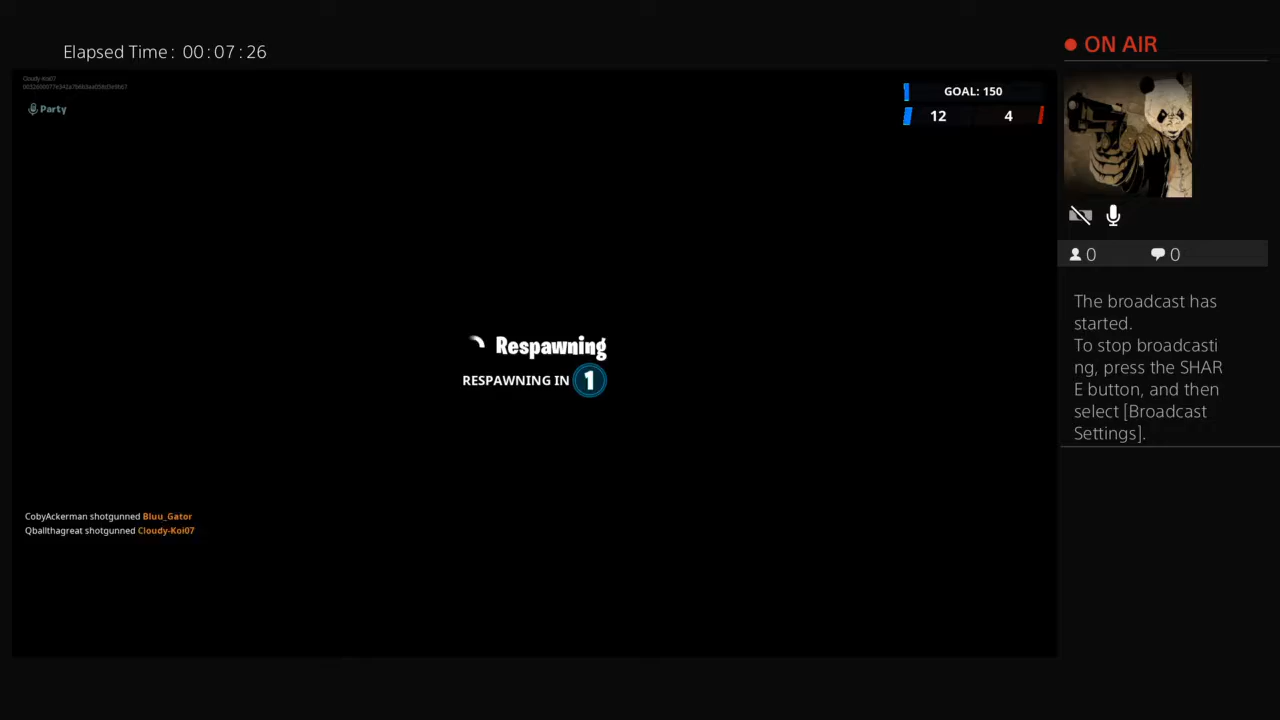 Elapsed Time: 00:07:26
ON AIR
Cloudy-Koi07
Party
GOAL: 150
12 4
0 0
The broadcast has
started.
To stop broadcasti
ng, press the SHAR
E button, and then
select [Broadcast
Settings].
Respawning
RESPAWNING IN 1
CobyAckerman shotgunned Bluu_Gator
Qballthagreat shotgunned Cloudy-Koi07